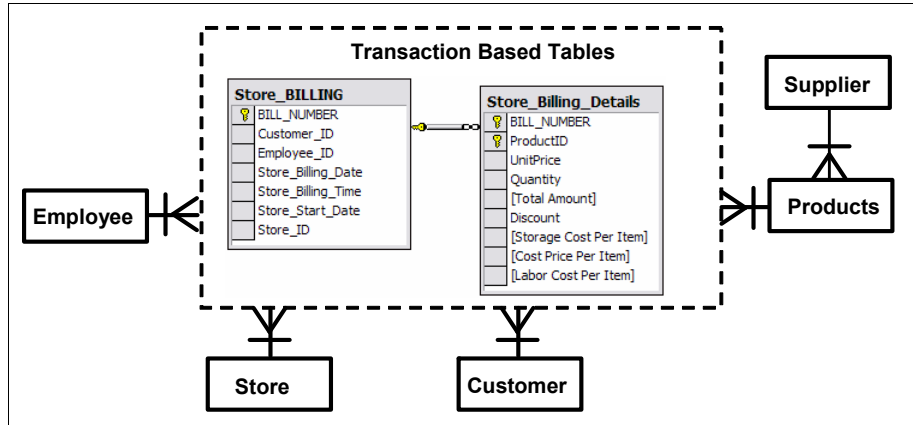 Transaction Based Tables
Store_BILLING
BILL_NUMBER
Customer_ID
Employee_ID
Store_Billing_Date
Store_Billing_Time
Store_Start_Date
Store_ID
Store_Billing_Details
BILL_NUMBER
ProductID
UnitPrice
Quantity
[Total Amount]
Discount
[Storage Cost Per Item]
[Cost Price Per Item]
[Labor Cost Per Item]
Supplier
Employee
Products
Store
Customer